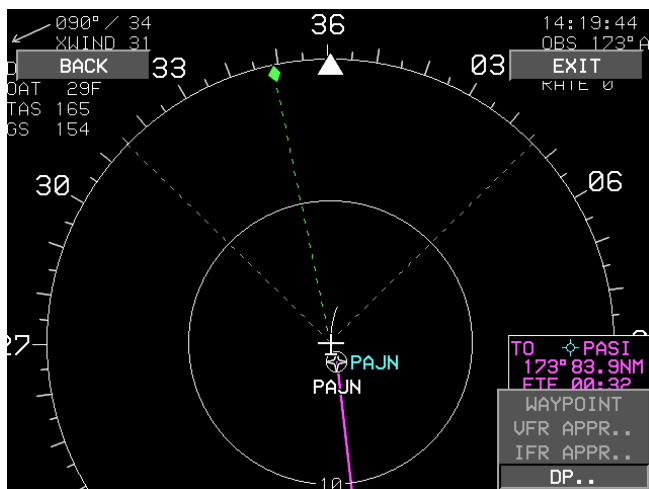 090°/ 34
XWIND 31
BACK
OAT 29F
TAS 165
GS 154
14:19:44
OBS 173°A
EXIT
RATE 0
33
36
03
30
06
27
PAJN
PAJN
10
TO PASI
173° 83.9NM
ETE 00:32
WAYPOINT
VFR APPR..
IFR APPR..
DP..